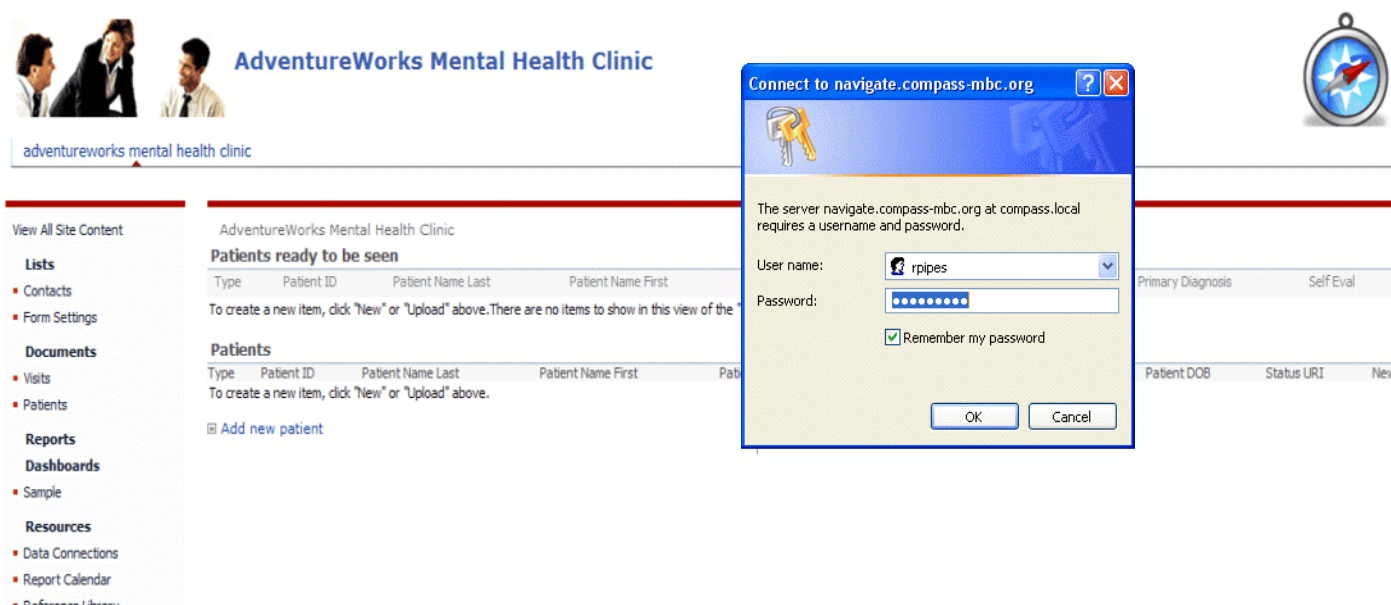 AdventureWorks Mental Health Clinic
adventureworks mental health clinic
View All Site Content
Lists
Contacts
Form Settings
Documents
Visits
Patients
Reports
Dashboards
Sample
Resources
Data Connections
Report Calendar
Reference Library
AdventureWorks Mental Health Clinic
Patients ready to be seen
Type Patient ID Patient Name Last Patient Name First Primary Diagnosis Self Eval
To create a new item, click "New" or "Upload" above.There are no items to show in this view of the "
Patients
Type Patient ID Patient Name Last Patient Name First Patient DOB Status URI
To create a new item, click "New" or "Upload" above.
Add new patient
Connect to navigate.compass-mbc.org
The server navigate.compass-mbc.org at compass.local
requires a username and password.
User name: rpipes
Password:
Remember my password
OK Cancel